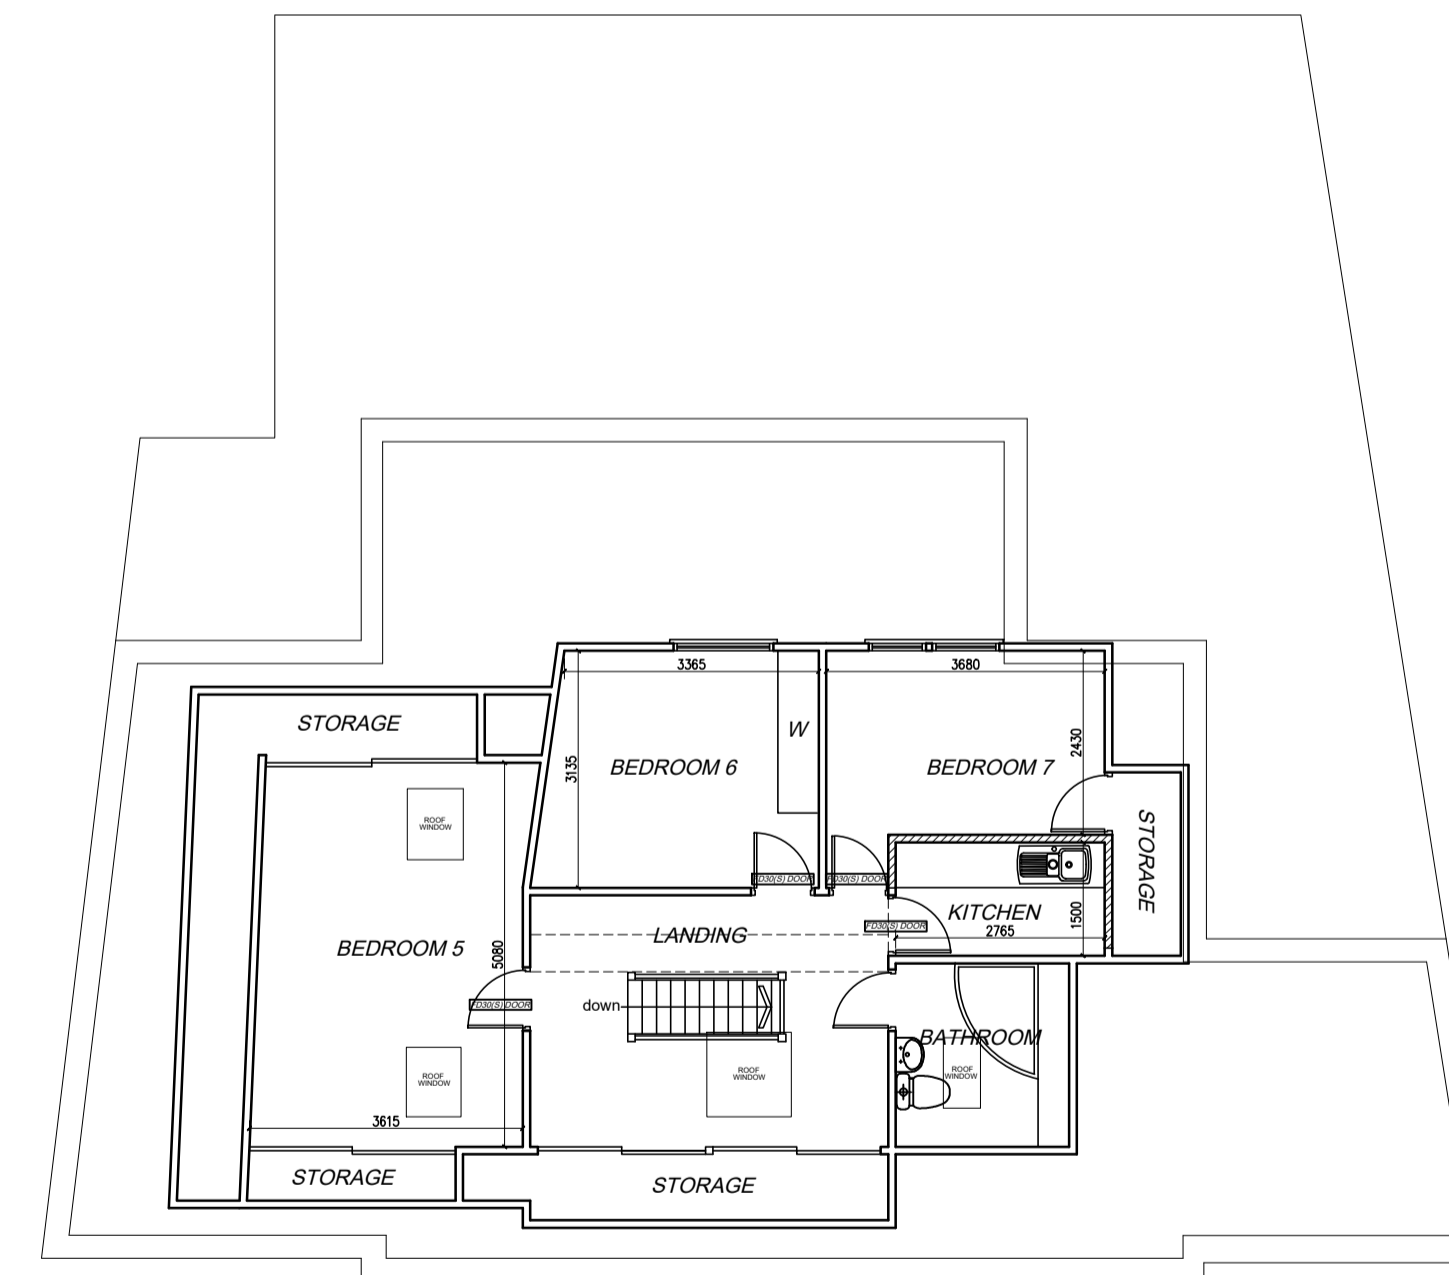 3365
3680
STORAGE
W
2430
3135
BEDROOM 6
BEDROOM 7
ROOF
WINDOW
STORAGE
FD30(S) DOOR
FD30(S) DOOR
KITCHEN
1500
FD30(S) DOOR
2765
LANDING
BEDROOM 5
5080
FD30(S) DOOR
down
BATHROOM
ROOF
WINDOW
ROOF
WINDOW
ROOF
WINDOW
3615
STORAGE
STORAGE